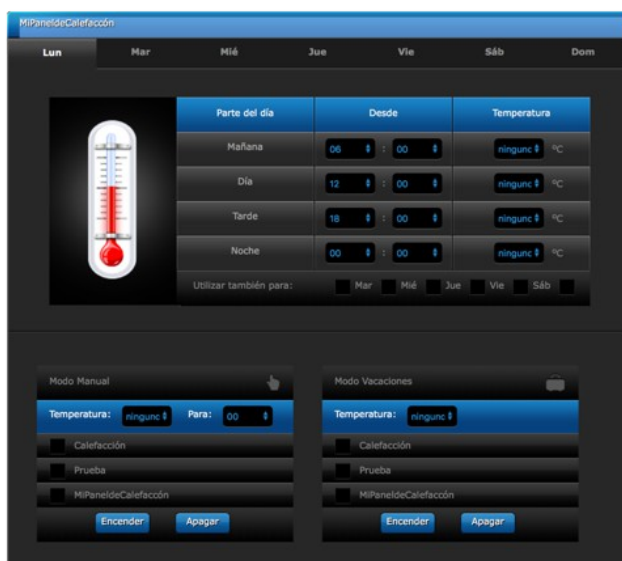 MiPaneldeCalefaccón
Lun Mar Mié Jue Vie Sáb Dom
Parte del día Desde Temperatura
Mañana 06 : 00 ningunc ºC
Día 12 : 00 ningunc ºC
Tarde 18 : 00 ningunc ºC
Noche 00 : 00 ningunc ºC
Utilizar también para: Mar Mié Jue Vie Sáb
Modo Manual
Temperatura: ningunc Para: 00
Calefacción
Prueba
MiPaneldeCalefaccón
Encender Apagar
Modo Vacaciones
Temperatura: ningunc
Calefacción
Prueba
MiPaneldeCalefaccón
Encender Apagar